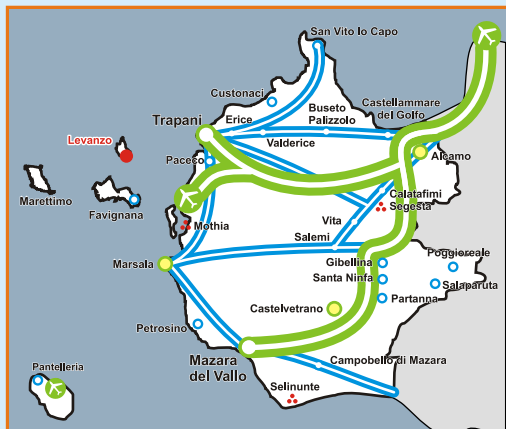 San Vito lo Capo
Custonaci
Castellammare
del Golfo
Buseto
Palizzolo
Erice
Trapani
Valderice
Levanzo
Paceco
Alcamo
Marettimo
Favignana
Calatafimi
Segesta
Mothia
Vita
Salemi
Marsala
Gibellina
Poggioreale
Santa Ninfa
Salaparuta
Partanna
Castelvetrano
Petrosino
Mazara
del Vallo
Campobello di Mazara
Pantelleria
Selinunte